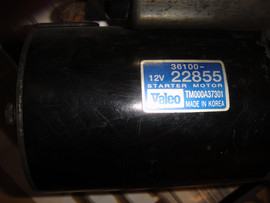 36100-
12V 22855
STARTER MOTOR
Valeo TM000A37301
MADE IN KOREA